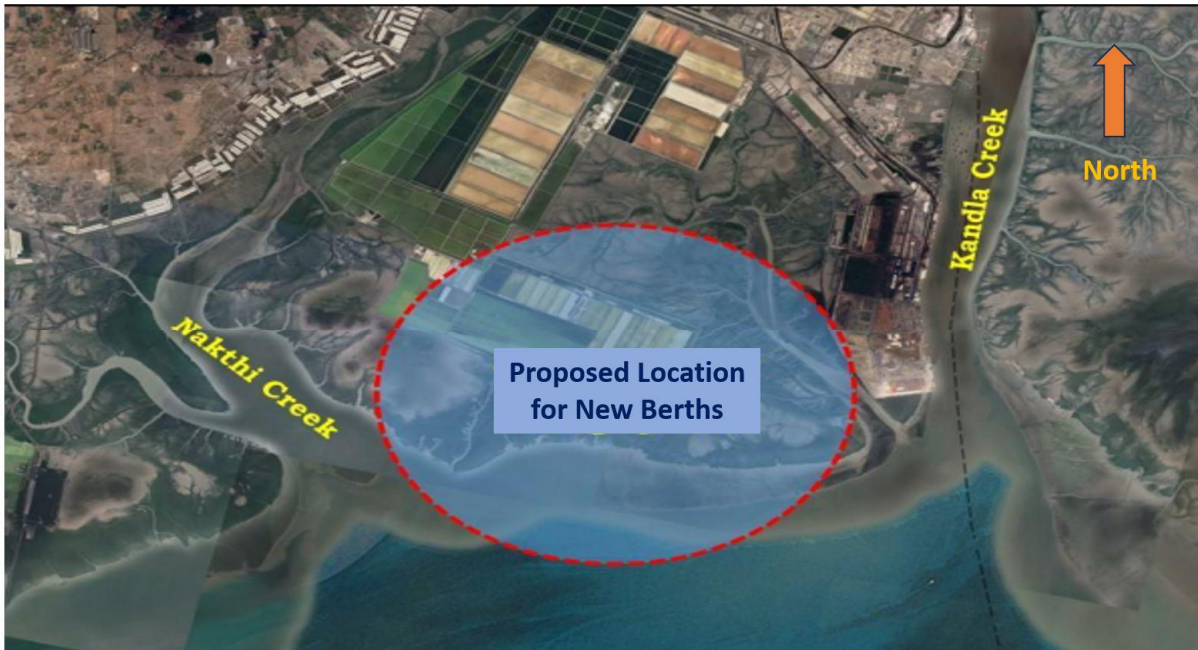 North
Kandla Creek
Nakthi Creek
Proposed Location
for New Berths